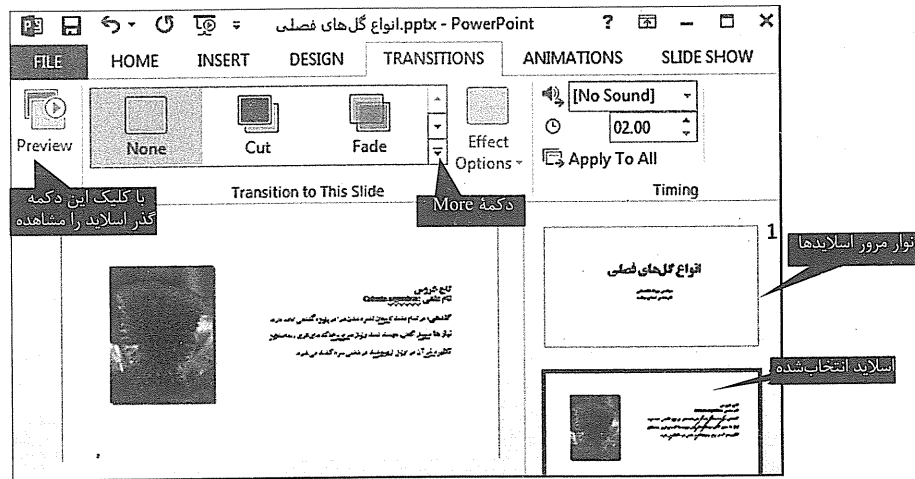 انواع گل‌های فصلی.pptx - PowerPoint
FILE HOME INSERT DESIGN TRANSITIONS ANIMATIONS SLIDE SHOW
Preview
None
Cut
Fade
Effect
Options
[No Sound]
02.00
Apply To All
Transition to This Slide
Timing
با کلیک این دکمه
گذر اسلاید را مشاهده
دکمهٔ More
نوار مرور اسلایدها
اسلاید انتخاب‌شده
1
انواع گل‌های فصلی
تاج خروس
نام علمی: